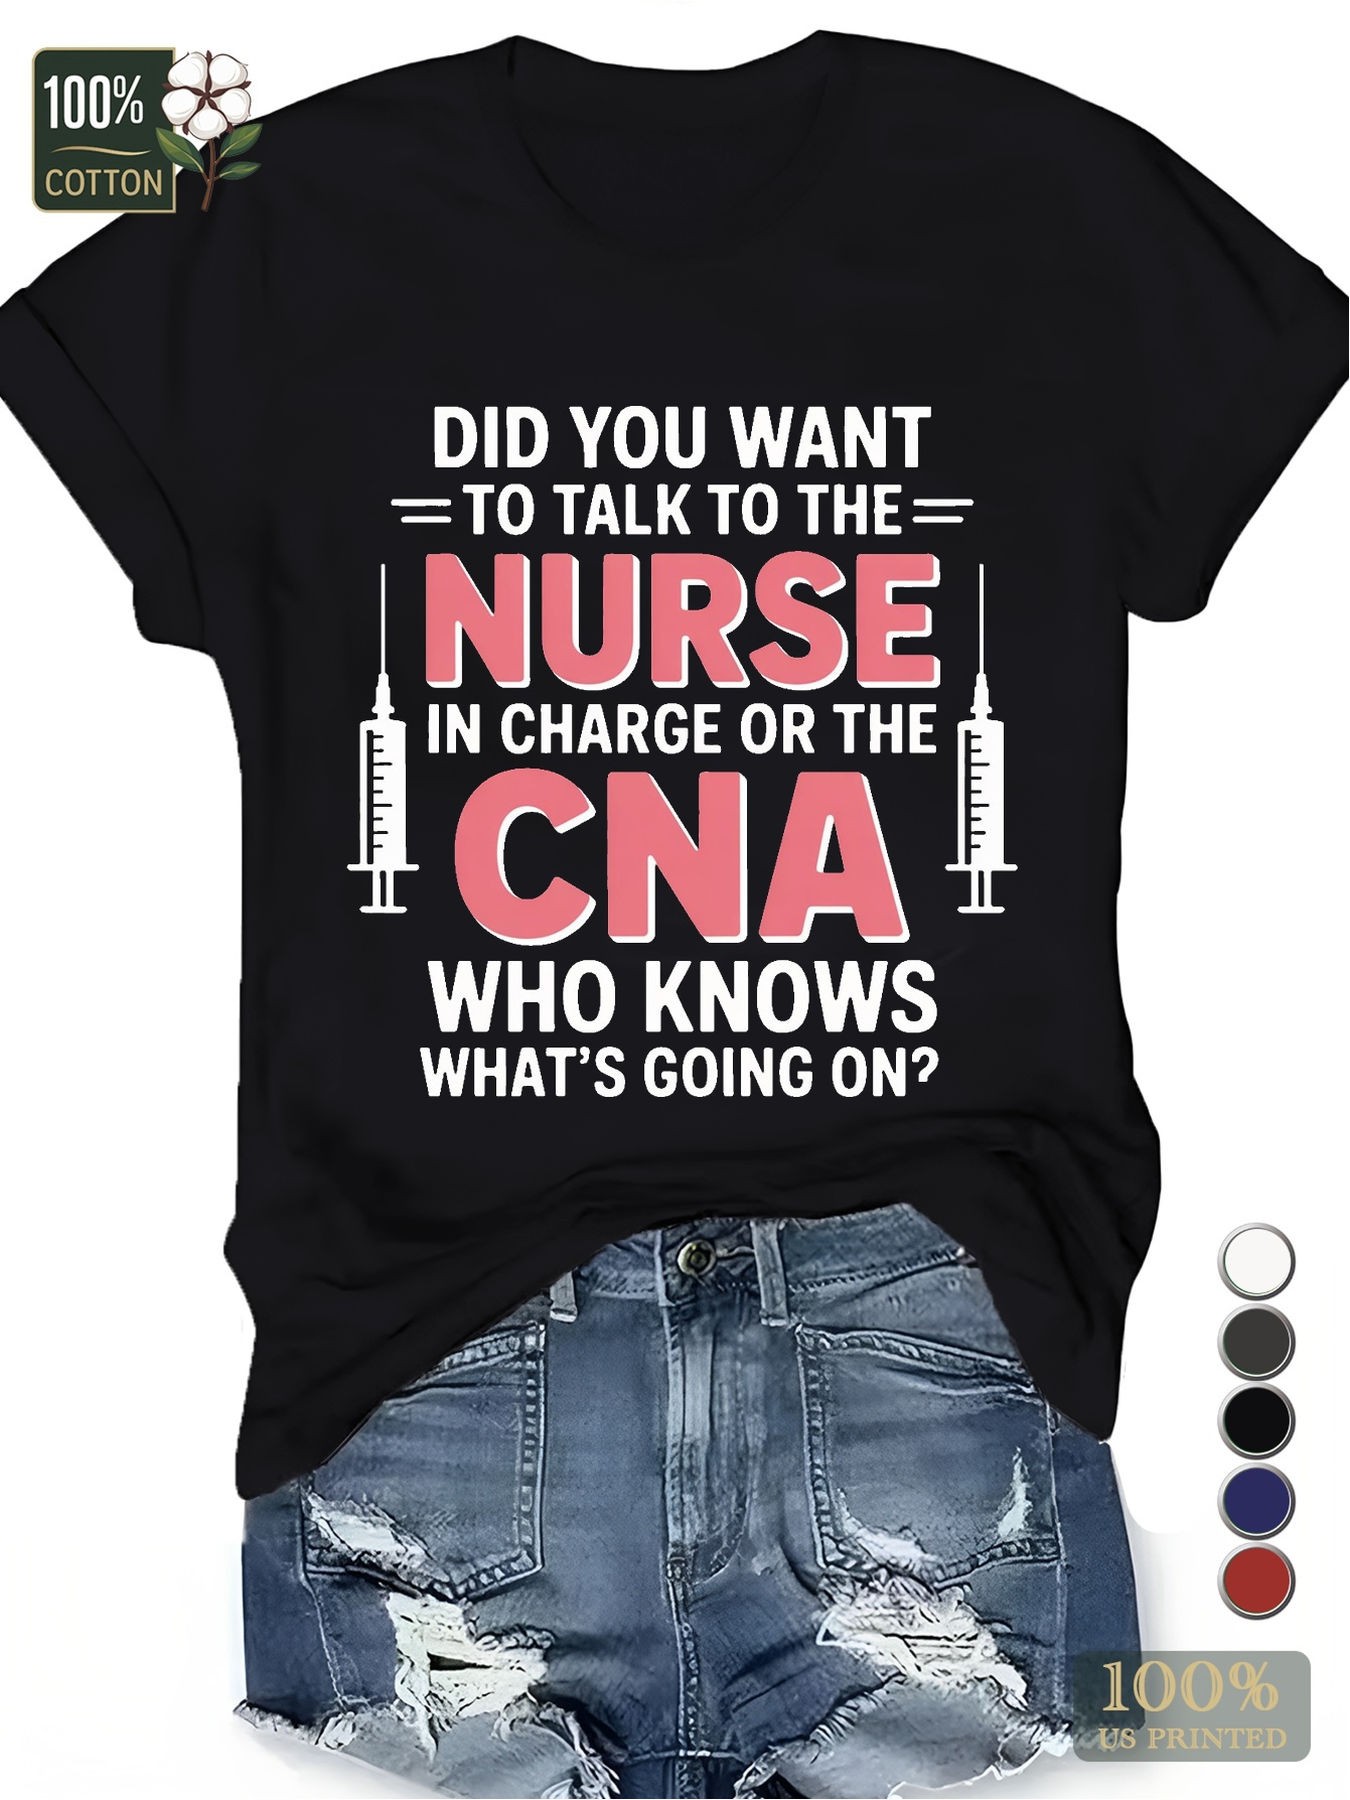 100%
COTTON
DID YOU WANT
TO TALK TO THE
NURSE
IN CHARGE OR THE
CNA
WHO KNOWS
WHAT'S GOING ON?
100%
US PRINTED